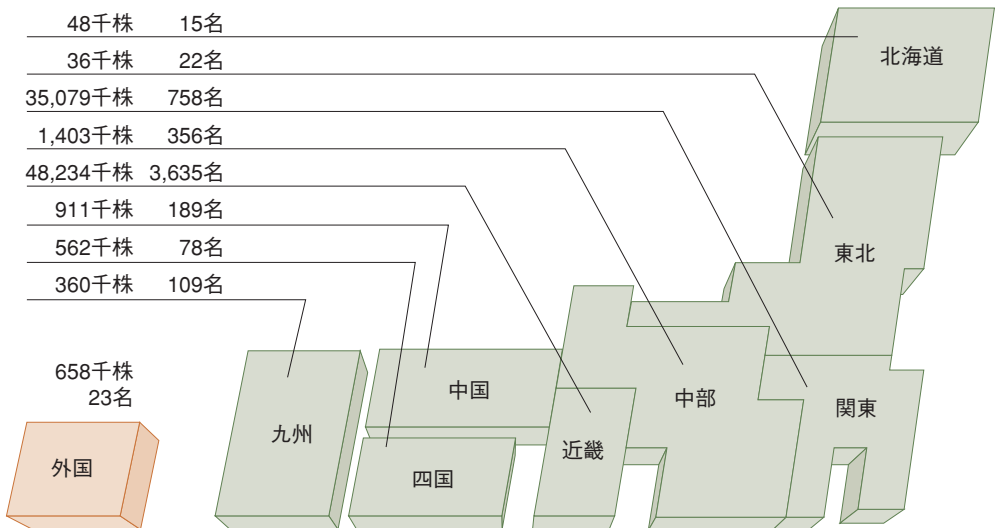 48千株 15名
36千株 22名
35,079千株 758名
1,403千株 356名
48,234千株 3,635名
911千株 189名
562千株 78名
360千株 109名
658千株
23名
北海道
東北
関東
中部
近畿
中国
四国
九州
外国